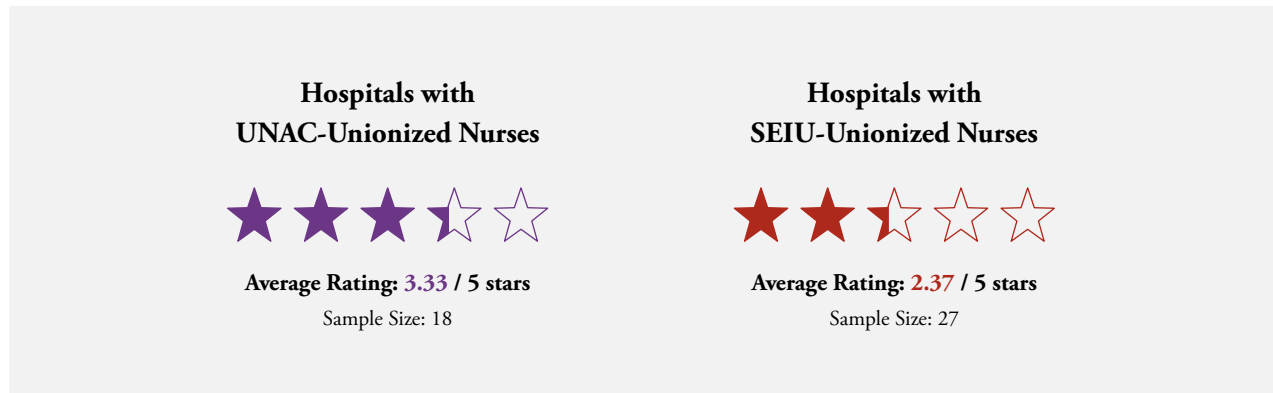 Hospitals with
UNAC-Unionized Nurses
Average Rating: 3.33 / 5 stars
Sample Size: 18
Hospitals with
SEIU-Unionized Nurses
Average Rating: 2.37 / 5 stars
Sample Size: 27